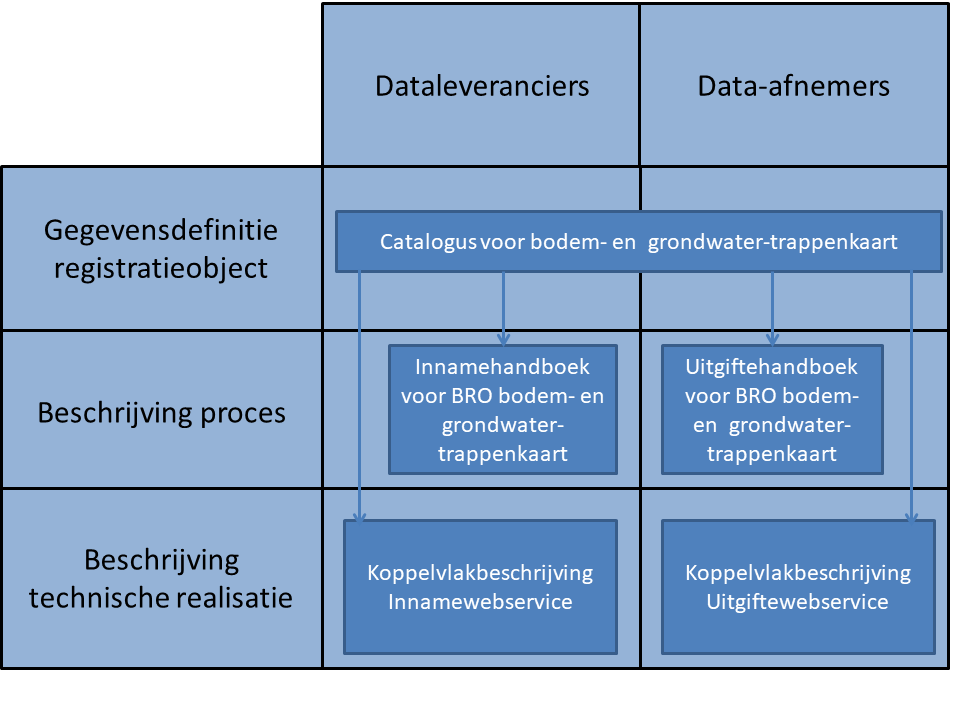 Dataleveranciers
Data-afnemers
Gegevensdefinitie
registratieobject
Catalogus voor bodem- en grondwater-trappenkaart
Beschrijving proces
Innamehandboek
voor BRO bodem- en
grondwater-
trappenkaart
Uitgiftehandboek
voor BRO bodem-
en grondwater-
trappenkaart
Beschrijving
technische realisatie
Koppelvlakbeschrijving
Innamewebservice
Koppelvlakbeschrijving
Uitgiftewebservice